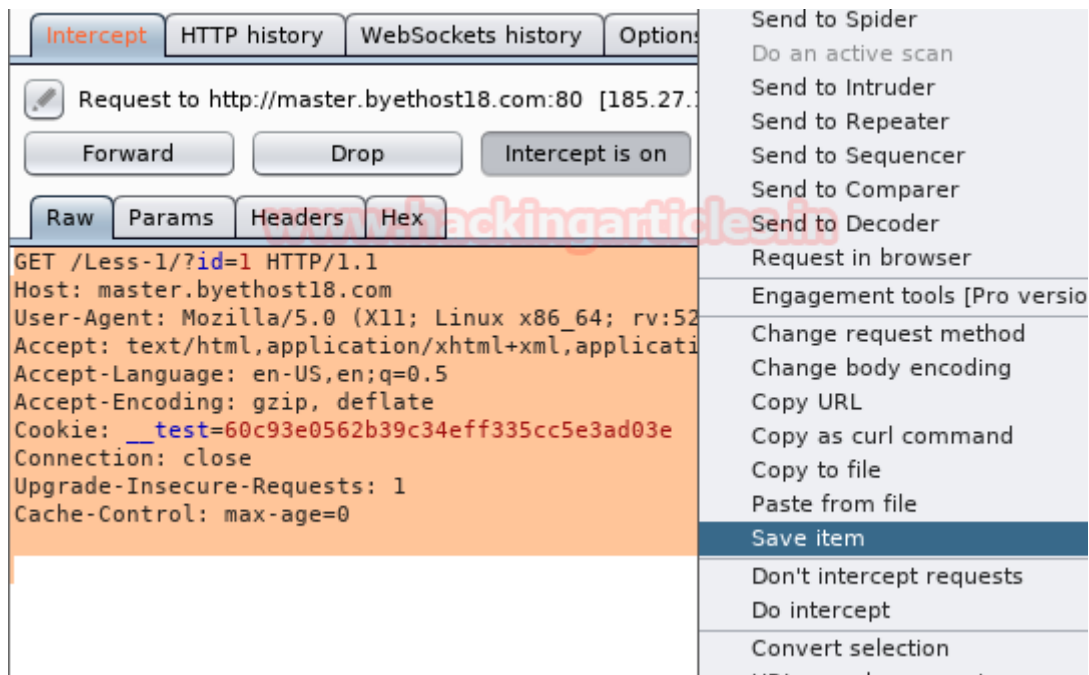 Intercept HTTP history WebSockets history Options
Request to http://master.byethost18.com:80 [185.27.
Forward Drop Intercept is on
Raw Params Headers Hex
www.hackingarticles.in
GET /Less-1/?id=1 HTTP/1.1
Host: master.byethost18.com
User-Agent: Mozilla/5.0 (X11; Linux x86_64; rv:52
Accept: text/html,application/xhtml+xml,applicati
Accept-Language: en-US,en;q=0.5
Accept-Encoding: gzip, deflate
Cookie: __test=60c93e0562b39c34eff335cc5e3ad03e
Connection: close
Upgrade-Insecure-Requests: 1
Cache-Control: max-age=0
Send to Spider
Do an active scan
Send to Intruder
Send to Repeater
Send to Sequencer
Send to Comparer
Send to Decoder
Request in browser
Engagement tools [Pro versio
Change request method
Change body encoding
Copy URL
Copy as curl command
Copy to file
Paste from file
Save item
Don't intercept requests
Do intercept
Convert selection